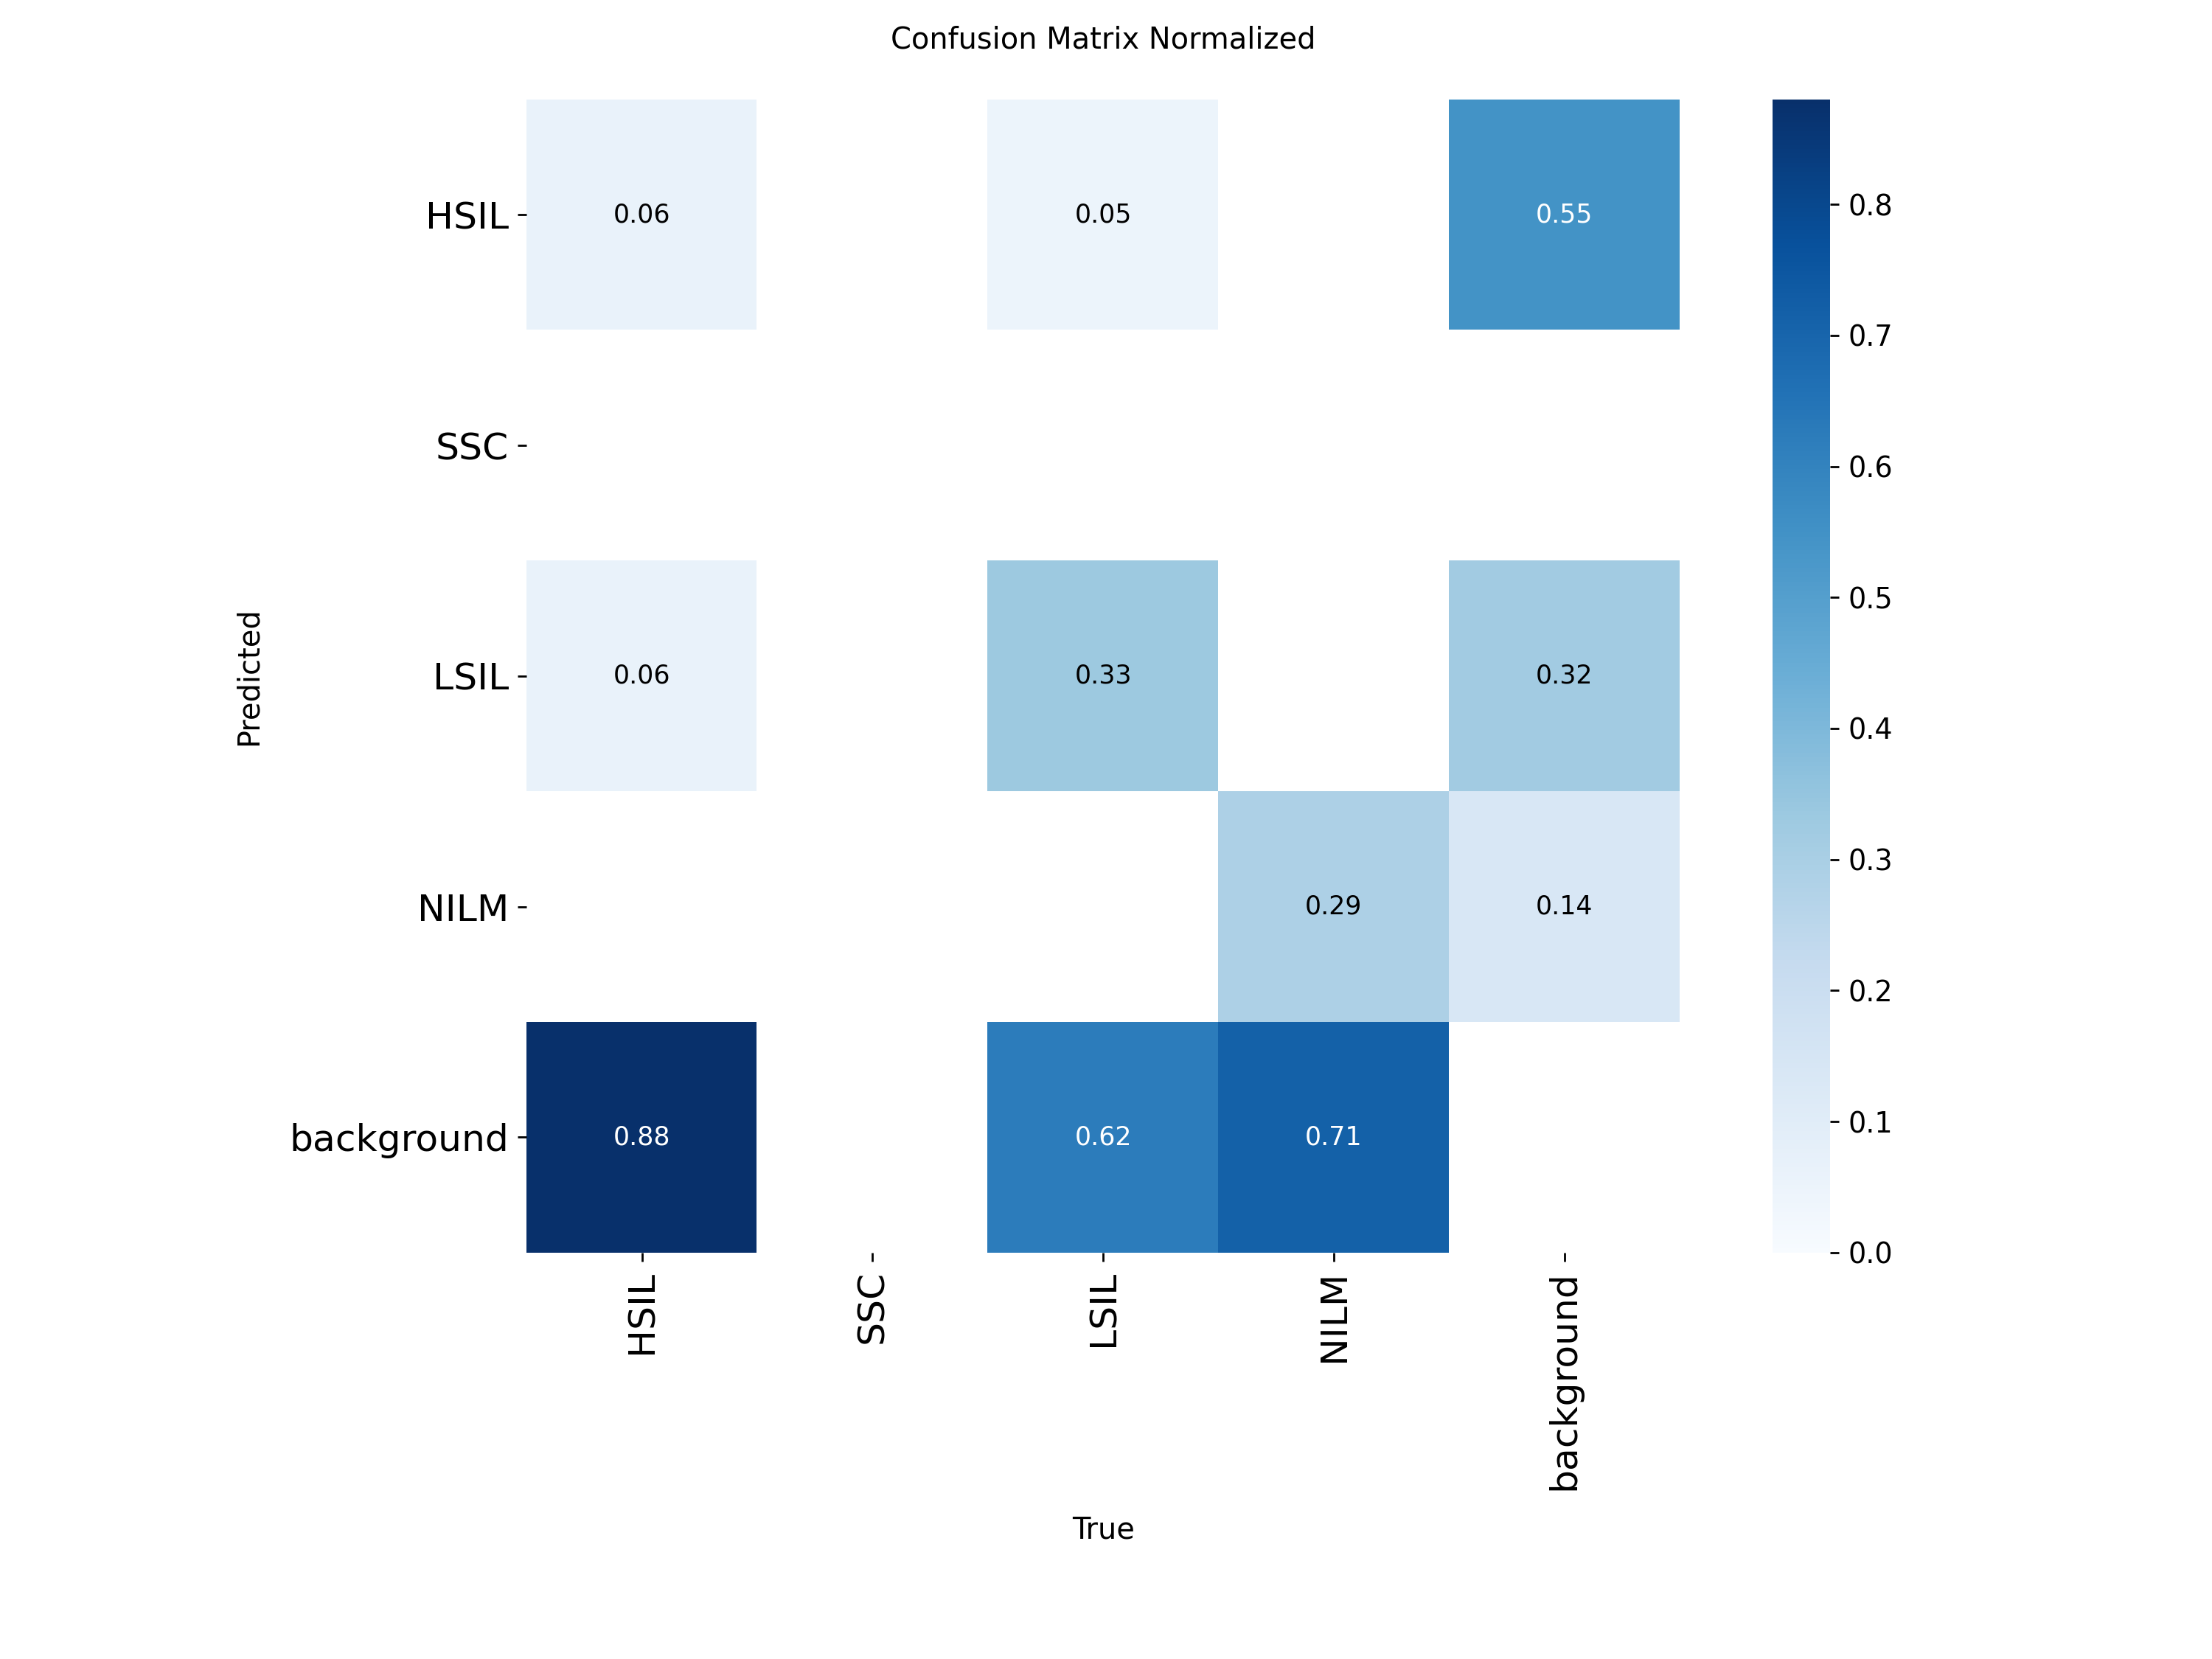 Confusion Matrix Normalized
HSIL
0.06
0.05
0.55
0.8
0.7
SSC
0.6
0.5
Predicted
LSIL
0.06
0.33
0.32
0.4
0.3
NILM
0.29
0.14
0.2
0.1
background
0.88
0.62
0.71
0.0
HSIL
SSC
LSIL
NILM
background
True